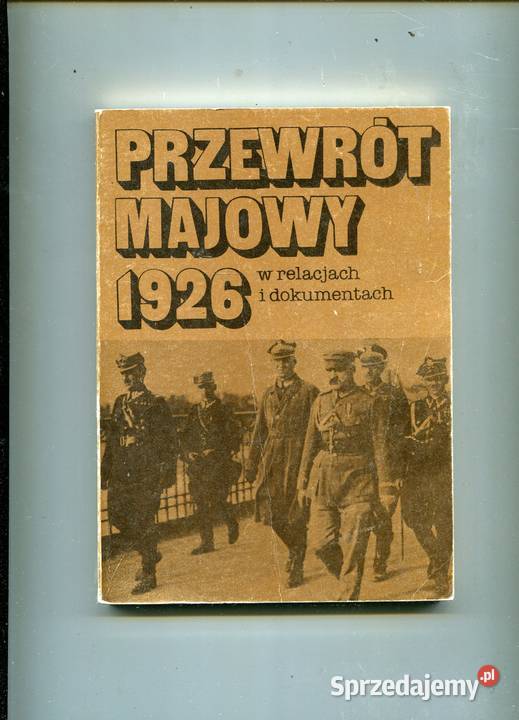 PRZEWRÓT
MAJOWY
1926
w relacjach
i dokumentach
Sprzedajemy.pl